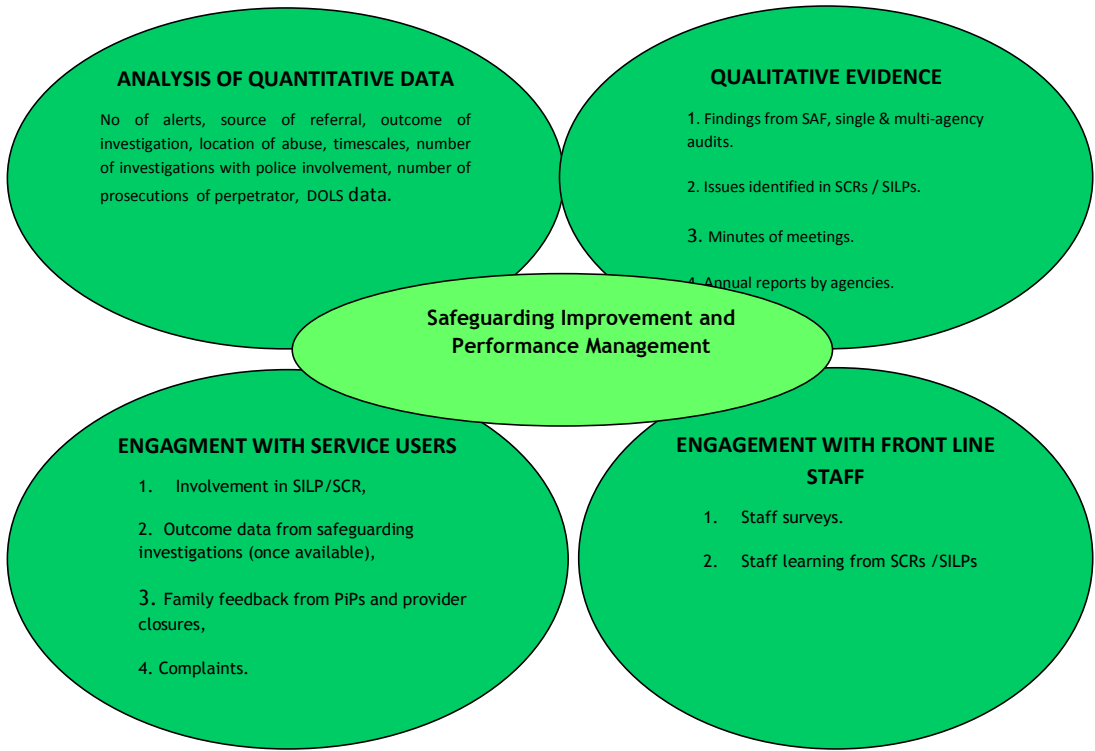 ANALYSIS OF QUANTITATIVE DATA
No of alerts, source of referral, outcome of
investigation, location of abuse, timescales, number
of investigations with police involvement, number of
prosecutions of perpetrator, DOLS data.
QUALITATIVE EVIDENCE
1. Findings from SAF, single & multi-agency
audits.
2. Issues identified in SCRs / SILPs.
3. Minutes of meetings.
4. Annual reports by agencies.
Safeguarding Improvement and
Performance Management
ENGAGMENT WITH SERVICE USERS
1. Involvement in SILP/SCR,
2. Outcome data from safeguarding
investigations (once available),
3. Family feedback from PiPs and provider
closures,
4. Complaints.
ENGAGEMENT WITH FRONT LINE
STAFF
1. Staff surveys.
2. Staff learning from SCRs /SILPs